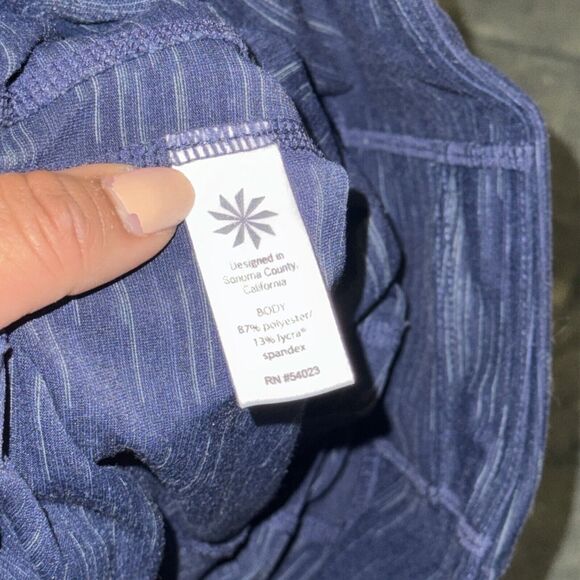 Designed in
Sonoma County,
California
BODY
87% polyester/
13% lycra®
spandex
RN #54023